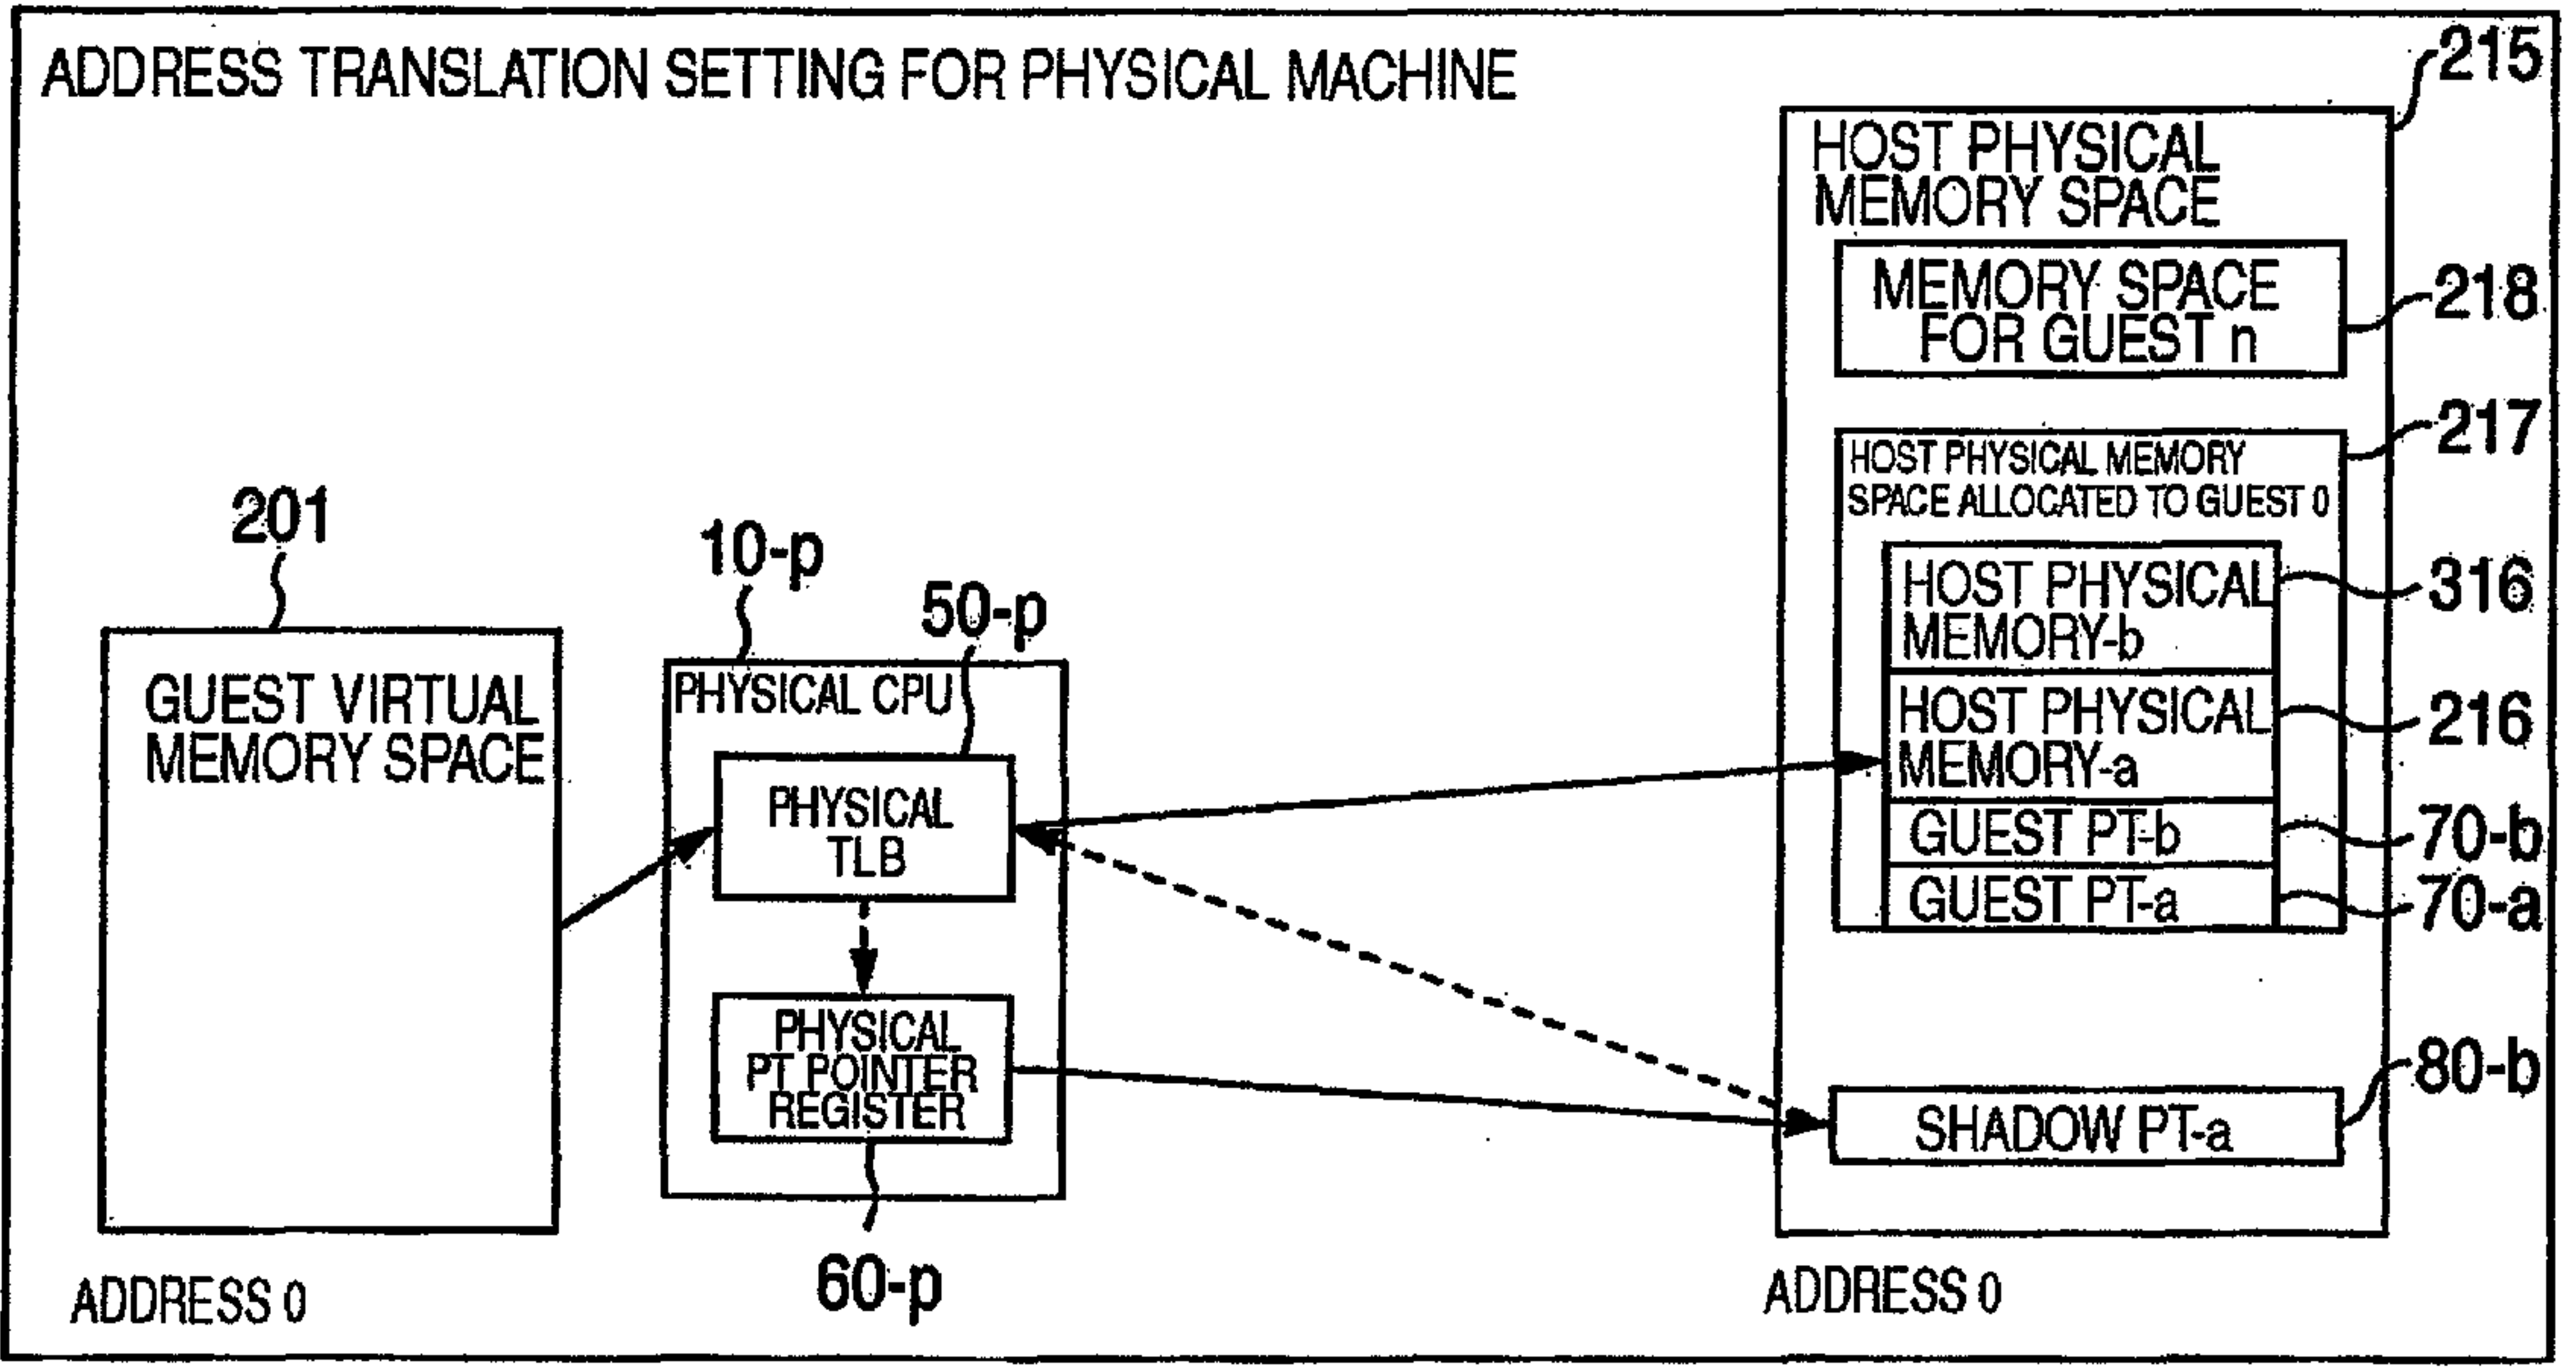 ADDRESS TRANSLATION SETTING FOR PHYSICAL MACHINE
215
HOST PHYSICAL
MEMORY SPACE
MEMORY SPACE
FOR GUEST n
218
217
HOST PHYSICAL MEMORY
SPACE ALLOCATED TO GUEST 0
201
10-p
50-p
HOST PHYSICAL
MEMORY-b
316
GUEST VIRTUAL
MEMORY SPACE
PHYSICAL CPU
HOST PHYSICAL
MEMORY-a
216
PHYSICAL
TLB
GUEST PT-b
70-b
GUEST PT-a
70-a
PHYSICAL
PT POINTER
REGISTER
80-b
SHADOW PT-a
60-p
ADDRESS 0
ADDRESS 0